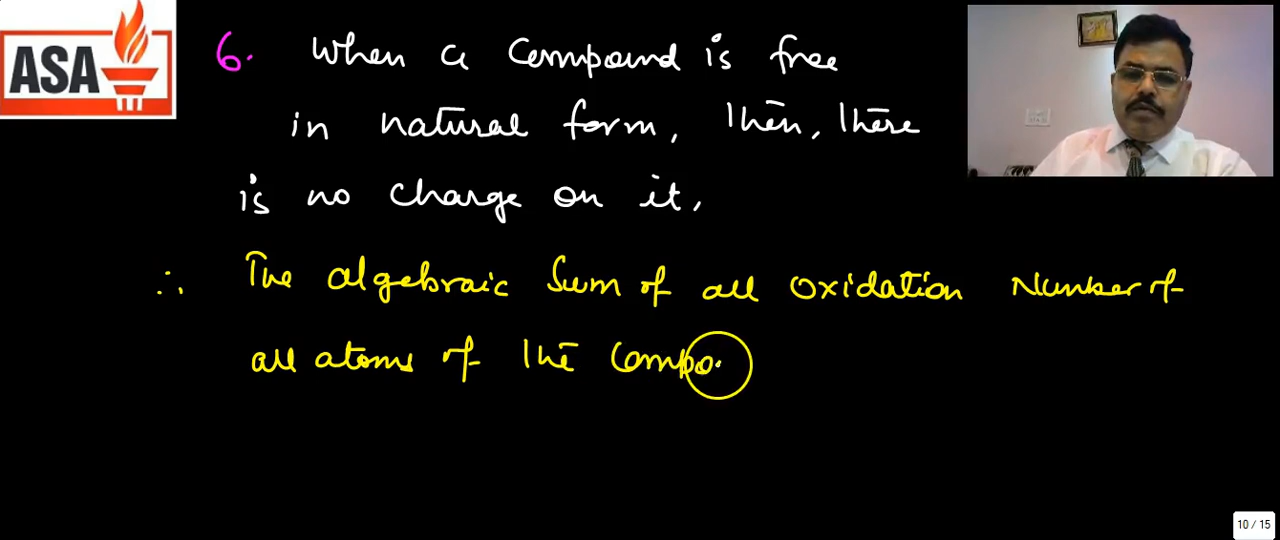 ASA
6. When a Compound is free
in natural form, then, there
is no charge on it,
∴ The algebraic Sum of all oxidation Number of
all atoms of the Compo
10 / 15